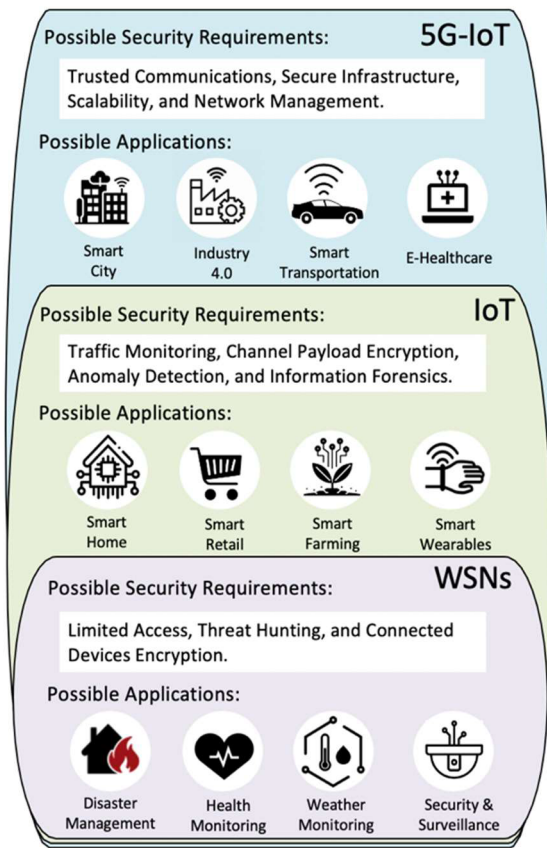 5G-IoT
Possible Security Requirements:
Trusted Communications, Secure Infrastructure,
Scalability, and Network Management.
Possible Applications:
Smart
City
Industry
4.0
Smart
Transportation
E-Healthcare
IoT
Possible Security Requirements:
Traffic Monitoring, Channel Payload Encryption,
Anomaly Detection, and Information Forensics.
Possible Applications:
Smart
Home
Smart
Retail
Smart
Farming
Smart
Wearables
WSNs
Possible Security Requirements:
Limited Access, Threat Hunting, and Connected
Devices Encryption.
Possible Applications:
Disaster
Management
Health
Monitoring
Weather
Monitoring
Security &
Surveillance